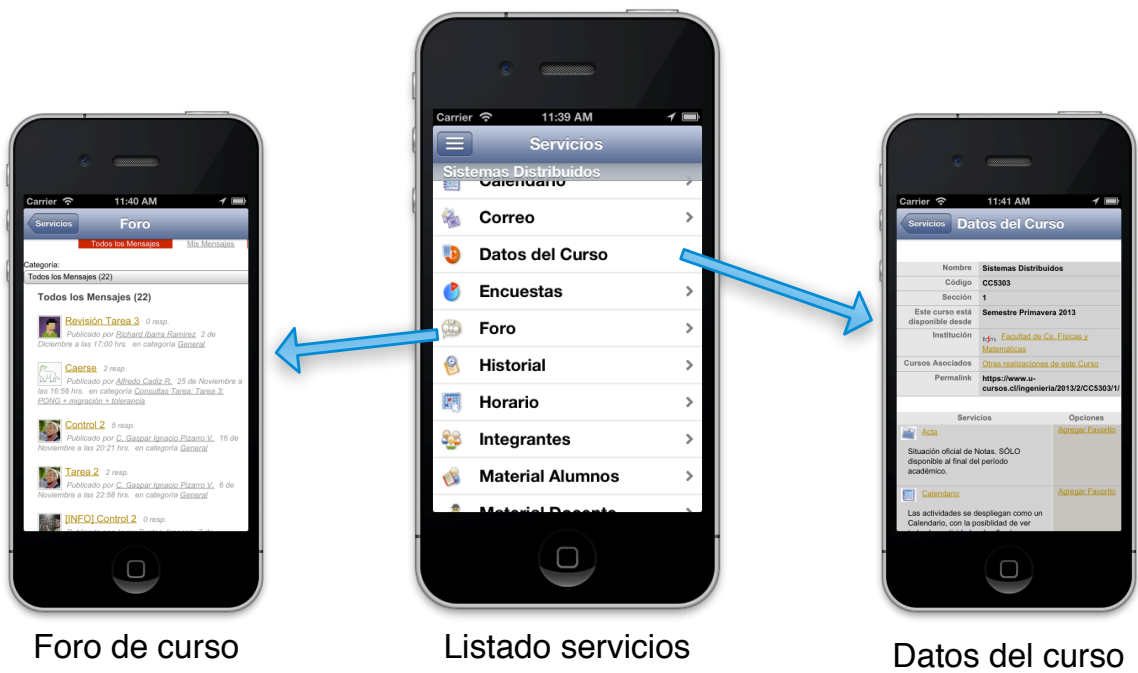 Carrier 11:40 AM
Servicios Foro
Todos los Mensajes Mis Mensajes
Categoría:
Todos los Mensajes (22)
Todos los Mensajes (22)
Revisión Tarea 3 0 resp.
Publicado por Richard Ibarra Ramírez 2 de
Diciembre a las 17:00 hrs. en categoría General
Caerse 2 resp.
Publicado por Alfredo Cadiz R. 25 de Noviembre a
las 16:56 hrs. en categoría Consultas Tarea: Tarea 3:
PONG + migración + tolerancia
Control 2 5 resp.
Publicado por C. Gaspar Ignacio Pizarro V. 16 de
Noviembre a las 20:21 hrs. en categoría General
Tarea 2 2 resp.
Publicado por C. Gaspar Ignacio Pizarro V. 6 de
Noviembre a las 22:58 hrs. en categoría General
[INFO] Control 2 0 resp.
Foro de curso
Carrier 11:39 AM
Servicios
Sistemas Distribuidos
Calendario
Correo
Datos del Curso
Encuestas
Foro
Historial
Horario
Integrantes
Material Alumnos
Material Docente
Listado servicios
Carrier 11:41 AM
Servicios Datos del Curso
Nombre Sistemas Distribuidos
Código CC5303
Sección 1
Este curso está disponible desde Semestre Primavera 2013
Institución Facultad de Cs. Físicas y
Matemáticas
Cursos Asociados Otras realizaciones de este Curso
Permalink https://www.u-
cursos.cl/ingenieria/2013/2/CC5303/1/
Servicios Opciones
Acta Agregar Favorito
Situación oficial de Notas. SÓLO
disponible al final del período
académico.
Calendario Agregar Favorito
Las actividades se despliegan como un
Calendario, con la posiblidad de ver
Datos del curso